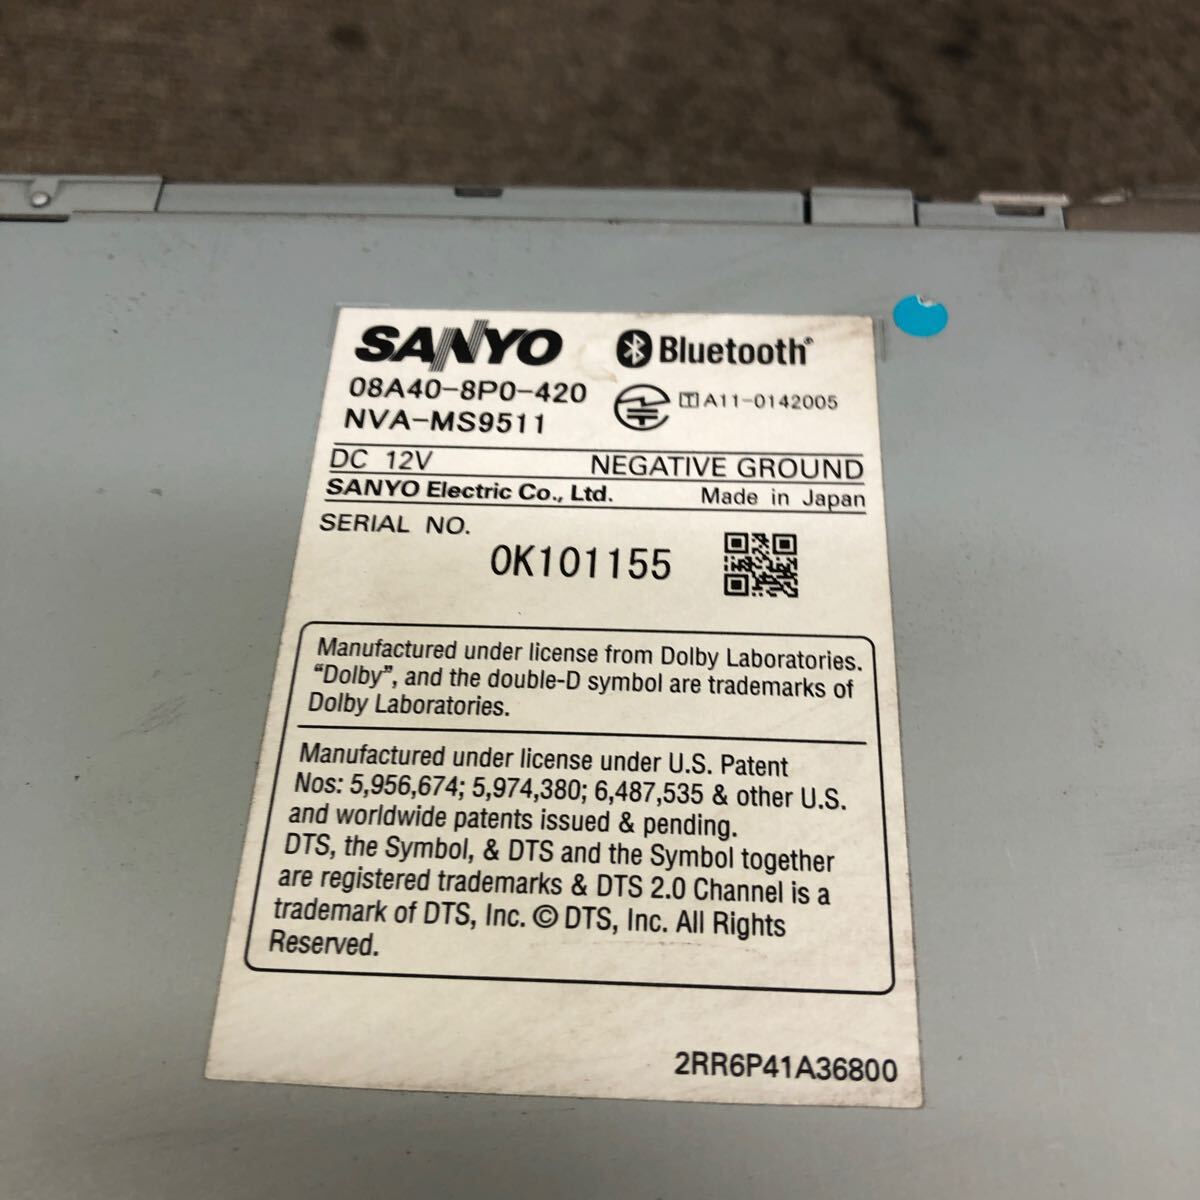 SANYO
Bluetooth®
08A40-8P0-420
NVA-MS9511
T A11-0142005
DC 12V NEGATIVE GROUND
SANYO Electric Co., Ltd. Made in Japan
SERIAL NO.
0K101155
Manufactured under license from Dolby Laboratories.
“Dolby”, and the double-D symbol are trademarks of
Dolby Laboratories.
Manufactured under license under U.S. Patent
Nos: 5,956,674; 5,974,380; 6,487,535 & other U.S.
and worldwide patents issued & pending.
DTS, the Symbol, & DTS and the Symbol together
are registered trademarks & DTS 2.0 Channel is a
trademark of DTS, Inc. © DTS, Inc. All Rights
Reserved.
2RR6P41A36800